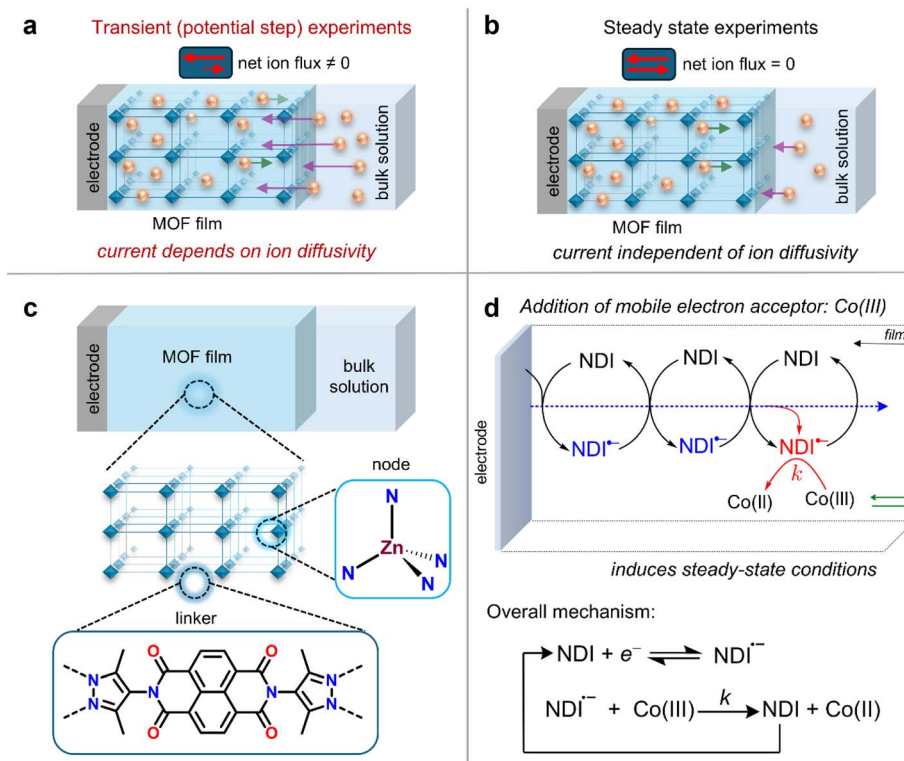 a
Transient (potential step) experiments
net ion flux ≠ 0
electrode
bulk solution
MOF film
current depends on ion diffusivity
b
Steady state experiments
net ion flux = 0
electrode
bulk solution
MOF film
current independent of ion diffusivity
c
electrode
MOF film
bulk
solution
node
N
Zn
N
N
N
linker
O
O
N
N
N
N
N
N
O
O
d
Addition of mobile electron acceptor: Co(III)
film
electrode
NDI
NDI
NDI
NDI•−
NDI•−
NDI•−
k
Co(II)
Co(III)
induces steady-state conditions
Overall mechanism:
NDI + e− ⇌ NDI•−
k
NDI•− + Co(III) ⟶ NDI + Co(II)